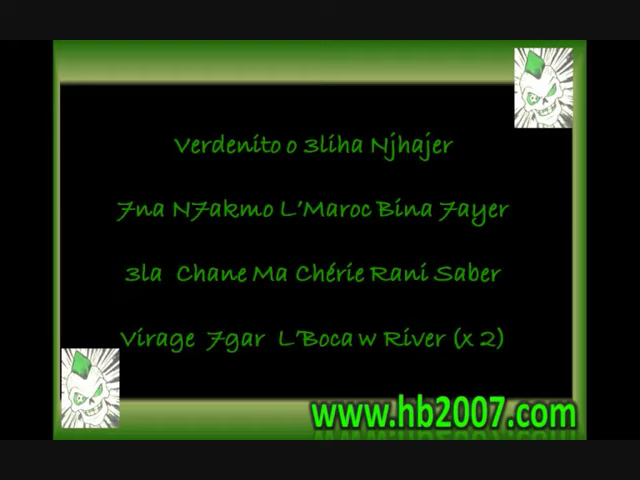 Verdenito o 3liha Njhajer
7na N7akmo L'Maroc Bina 7ayer
3la Chane Ma Chérie Rani Saber
Virage 7gar L'Boca w River (x 2)
www.hb2007.com